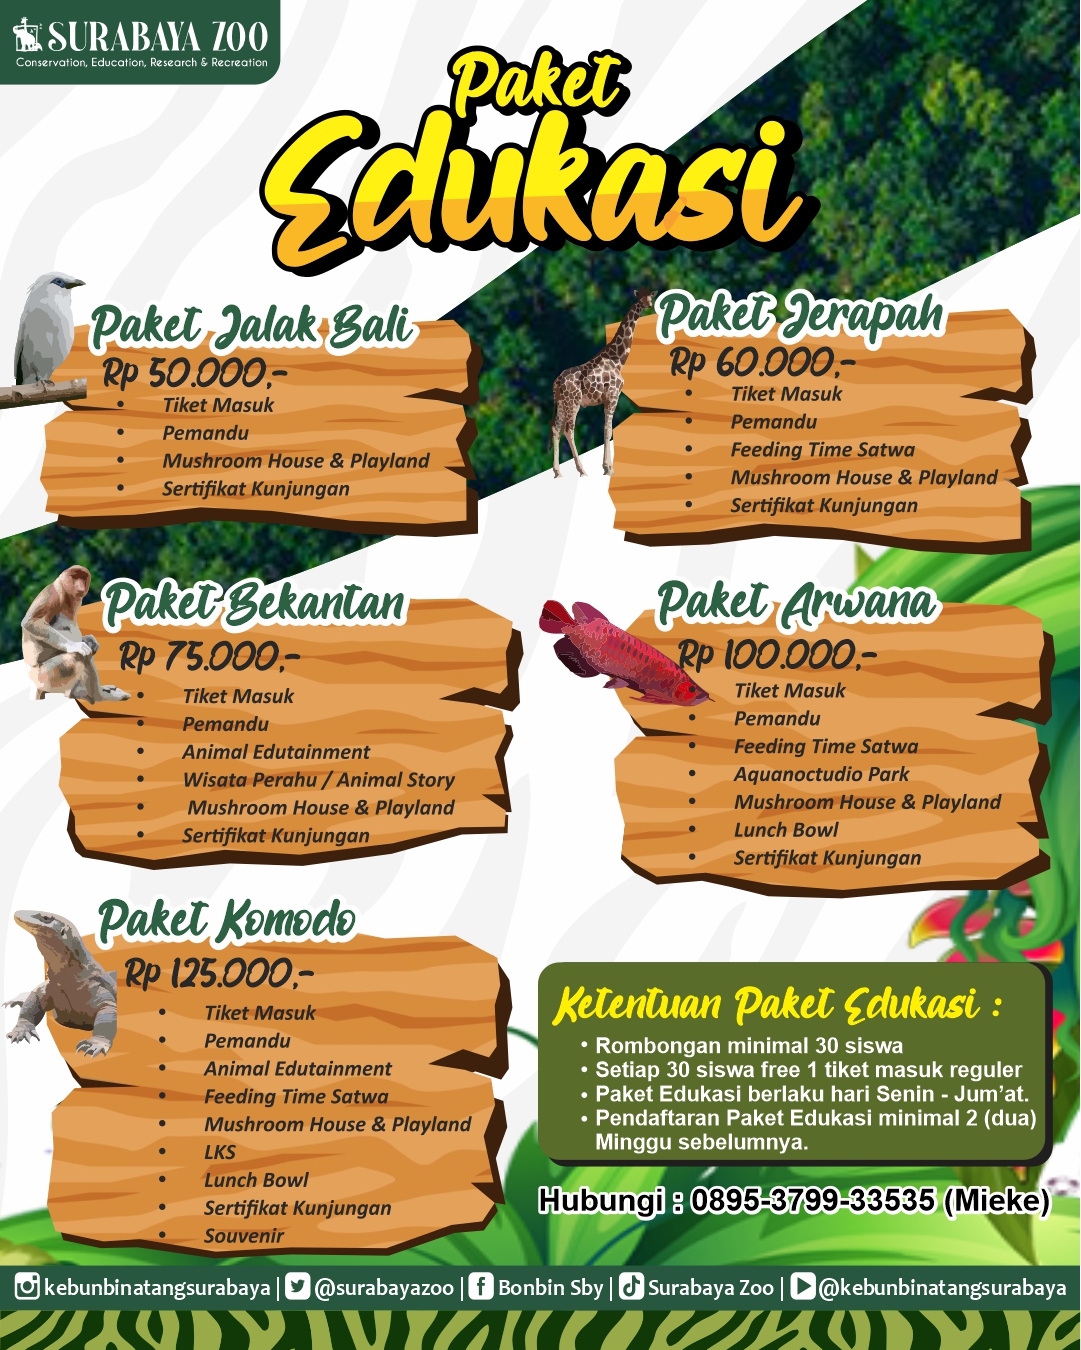 SURABAYA ZOO
Conservation, Education, Research & Recreation
Paket
Edukasi
Paket Jalak Bali
Rp 50.000,-
• Tiket Masuk
• Pemandu
• Mushroom House & Playland
• Sertifikat Kunjungan
Paket Jerapah
Rp 60.000,-
• Tiket Masuk
• Pemandu
• Feeding Time Satwa
• Mushroom House & Playland
• Sertifikat Kunjungan
Paket Bekantan
Rp 75.000,-
• Tiket Masuk
• Pemandu
• Animal Edutainment
• Wisata Perahu / Animal Story
• Mushroom House & Playland
• Sertifikat Kunjungan
Paket Arwana
Rp 100.000,-
• Tiket Masuk
• Pemandu
• Feeding Time Satwa
• Aquanoctudio Park
• Mushroom House & Playland
• Lunch Bowl
• Sertifikat Kunjungan
Paket Komodo
Rp 125.000,-
• Tiket Masuk
• Pemandu
• Animal Edutainment
• Feeding Time Satwa
• Mushroom House & Playland
• LKS
• Lunch Bowl
• Sertifikat Kunjungan
• Souvenir
Ketentuan Paket Edukasi :
• Rombongan minimal 30 siswa
• Setiap 30 siswa free 1 tiket masuk reguler
• Paket Edukasi berlaku hari Senin - Jum'at.
• Pendaftaran Paket Edukasi minimal 2 (dua)
Minggu sebelumnya.
Hubungi : 0895-3799-33535 (Mieke)
kebunbinatangsurabaya | @surabayazoo | Bonbin Sby | Surabaya Zoo | @kebunbinatangsurabaya